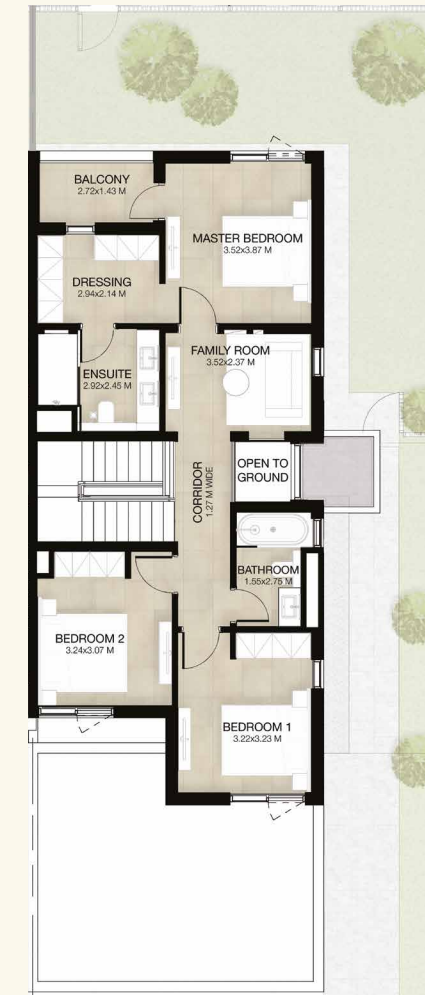 BALCONY
2.72x1.43 M
MASTER BEDROOM
3.52x3.87 M
DRESSING
2.94x2.14 M
FAMILY ROOM
3.52x2.37 M
ENSUITE
2.92x2.45 M
OPEN TO
GROUND
CORRIDOR
1.27 M WIDE
BATHROOM
1.55x2.75 M
BEDROOM 2
3.24x3.07 M
BEDROOM 1
3.22x3.23 M